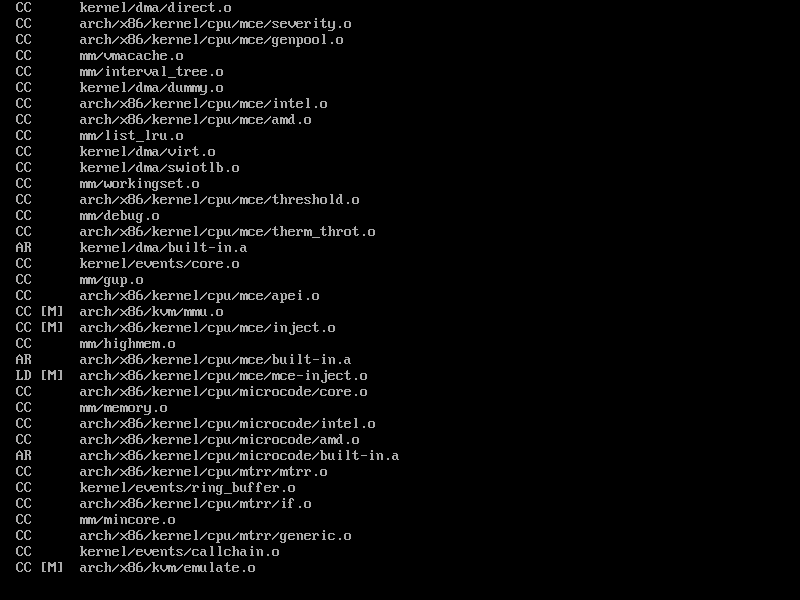 CC      kernel/dma/direct.o
CC      arch/x86/kernel/cpu/mce/severity.o
CC      arch/x86/kernel/cpu/mce/genpool.o
CC      mm/vmacache.o
CC      mm/interval_tree.o
CC      kernel/dma/dummy.o
CC      arch/x86/kernel/cpu/mce/intel.o
CC      arch/x86/kernel/cpu/mce/amd.o
CC      mm/list_lru.o
CC      kernel/dma/virt.o
CC      kernel/dma/swiotlb.o
CC      mm/workingset.o
CC      arch/x86/kernel/cpu/mce/threshold.o
CC      mm/debug.o
CC      arch/x86/kernel/cpu/mce/therm_throt.o
AR      kernel/dma/built-in.a
CC      kernel/events/core.o
CC      mm/gup.o
CC      arch/x86/kernel/cpu/mce/apei.o
CC [M]  arch/x86/kvm/mmu.o
CC [M]  arch/x86/kernel/cpu/mce/inject.o
CC      mm/highmem.o
AR      arch/x86/kernel/cpu/mce/built-in.a
LD [M]  arch/x86/kernel/cpu/mce/mce-inject.o
CC      arch/x86/kernel/cpu/microcode/core.o
CC      mm/memory.o
CC      arch/x86/kernel/cpu/microcode/intel.o
CC      arch/x86/kernel/cpu/microcode/amd.o
AR      arch/x86/kernel/cpu/microcode/built-in.a
CC      arch/x86/kernel/cpu/mtrr/mtrr.o
CC      kernel/events/ring_buffer.o
CC      arch/x86/kernel/cpu/mtrr/if.o
CC      mm/mincore.o
CC      arch/x86/kernel/cpu/mtrr/generic.o
CC      kernel/events/callchain.o
CC [M]  arch/x86/kvm/emulate.o